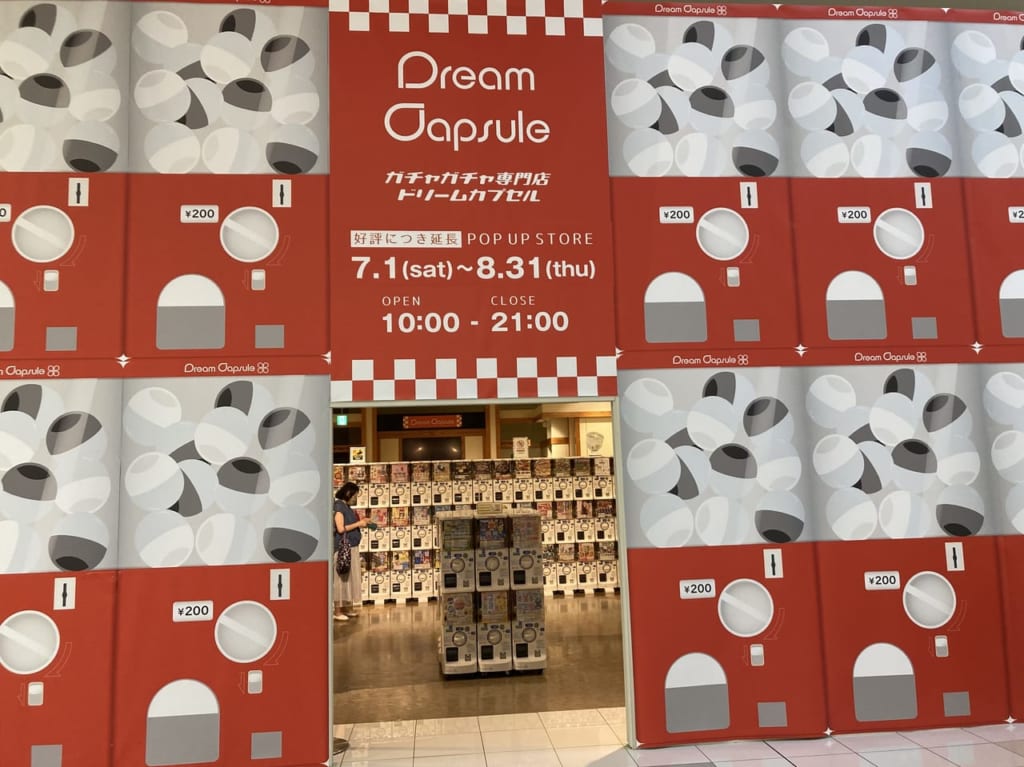 Dream Capsule
Dream Capsule
Dream Capsule
Dream
Capsule
ガチャガチャ専門店
ドリームカプセル
好評につき延長 POP UP STORE
7.1(sat)~8.31(thu)
OPEN CLOSE
10:00 - 21:00
¥200
¥200
¥200
Dream Capsule
Dream Capsule
Dream Capsule
Dream Capsule
¥200
¥200
¥200